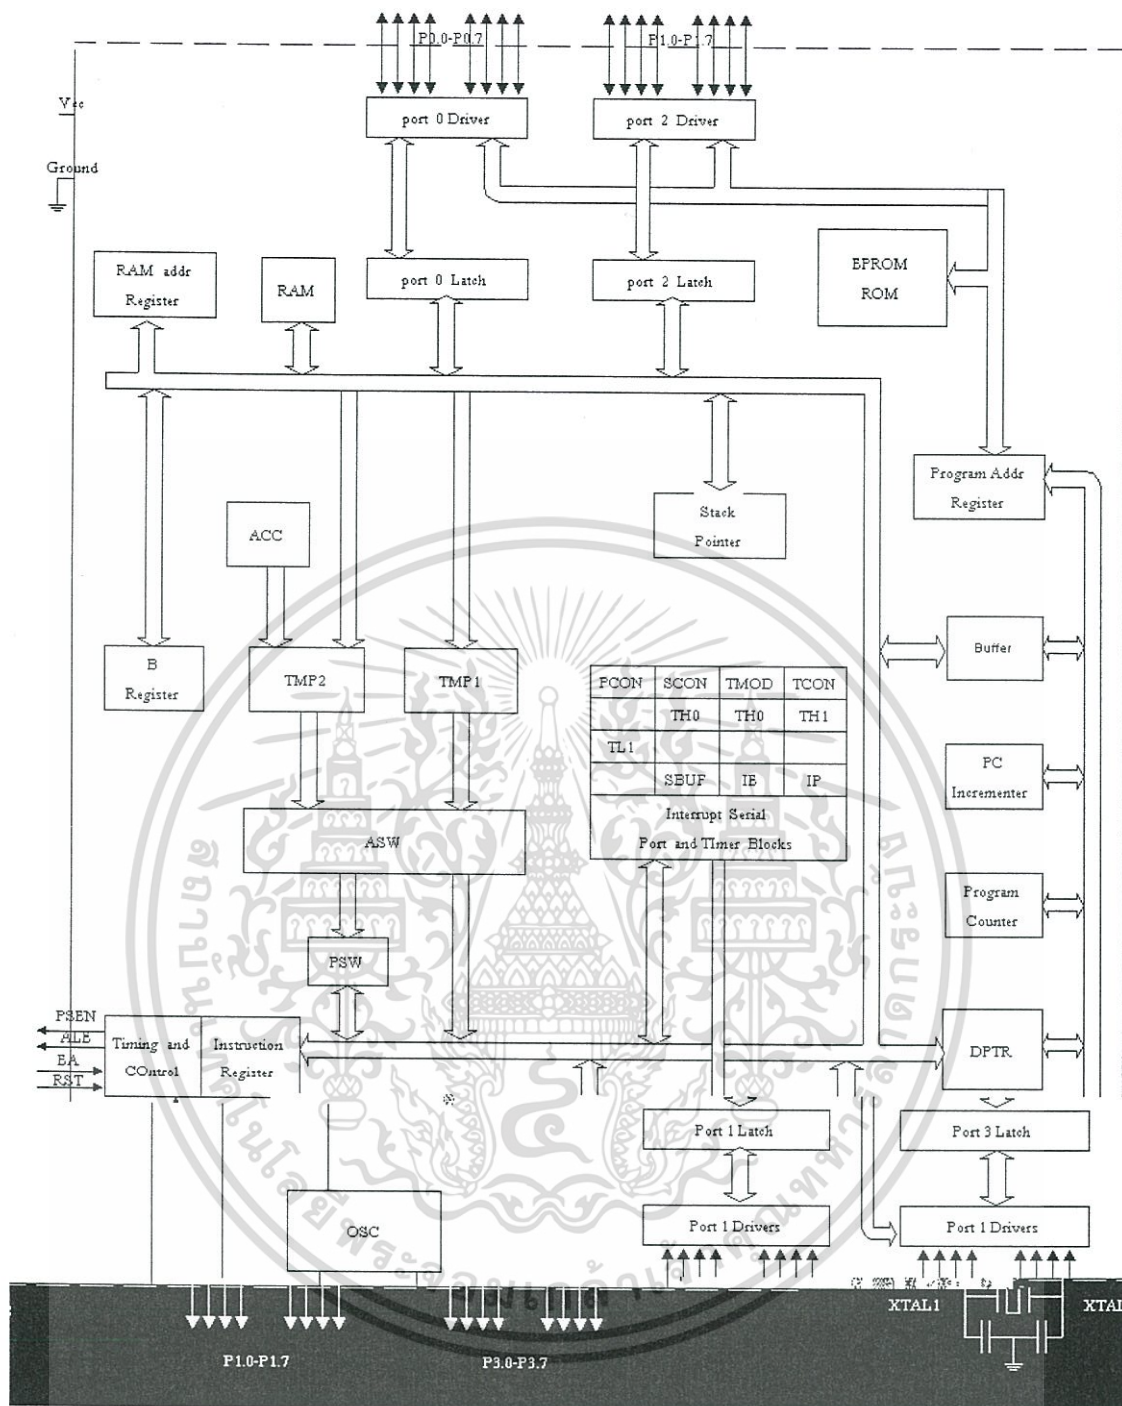 P0.0-P0.7
P1.0-P1.7
Vcc
port 0 Driver
port 2 Driver
Ground
RAM addr
Register
RAM
port 0 Latch
port 2 Latch
EPROM
ROM
Program Addr
Register
ACC
Stack
Pointer
B
Register
TMP2
TMP1
Buffer
PCON SCON TMOD TCON
TH0 TH0 TH1
TL1
SBUF IE IP
Interrupt Serial
Port and TImer Blocks
PC
Incrementer
ASW
Program
Counter
PSW
PSEN
ALE
EA
RST
Timing and
COntrol
Instruction
Register
DPTR
Port 1 Latch
Port 3 Latch
OSC
Port 1 Drivers
Port 1 Drivers
XTAL1
XTAL
P1.0-P1.7
P3.0-P3.7